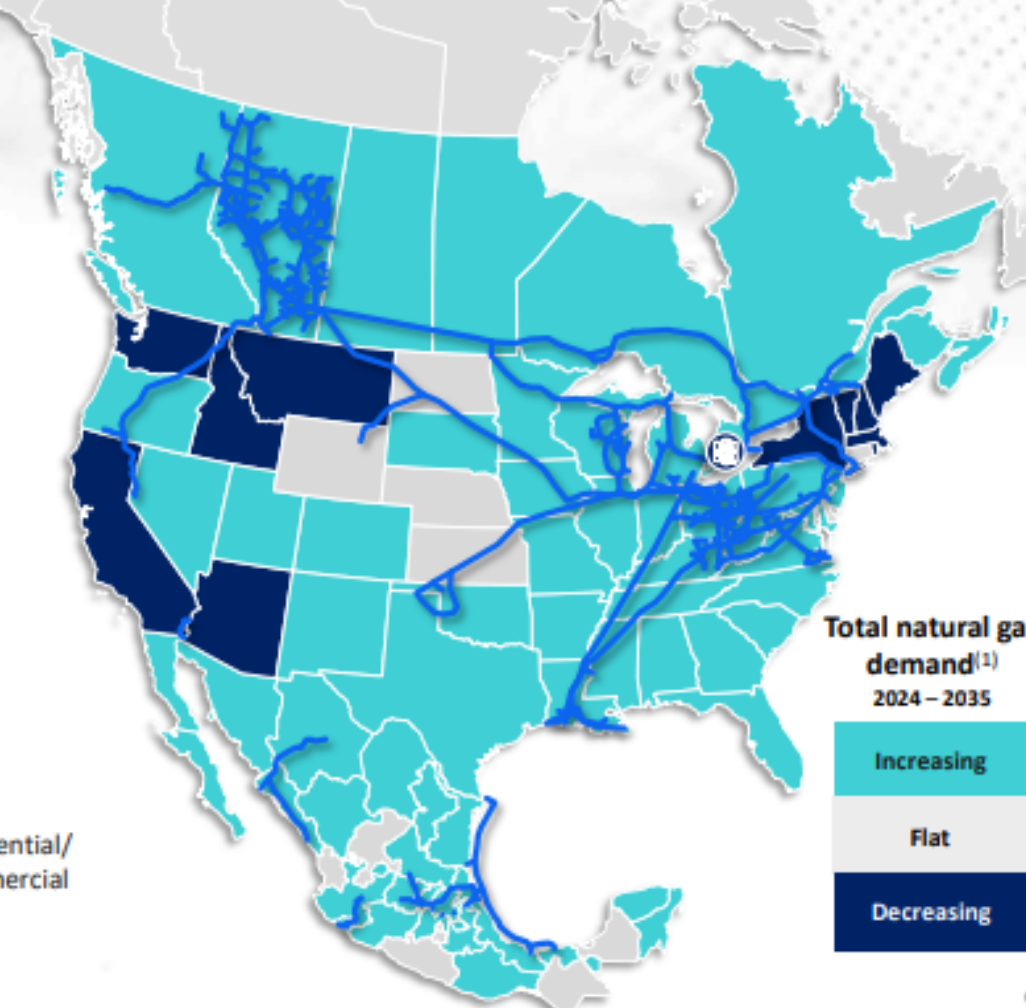 Total natural ga
demand(1)
2024 – 2035
Increasing
Flat
Decreasing
ential/
nercial